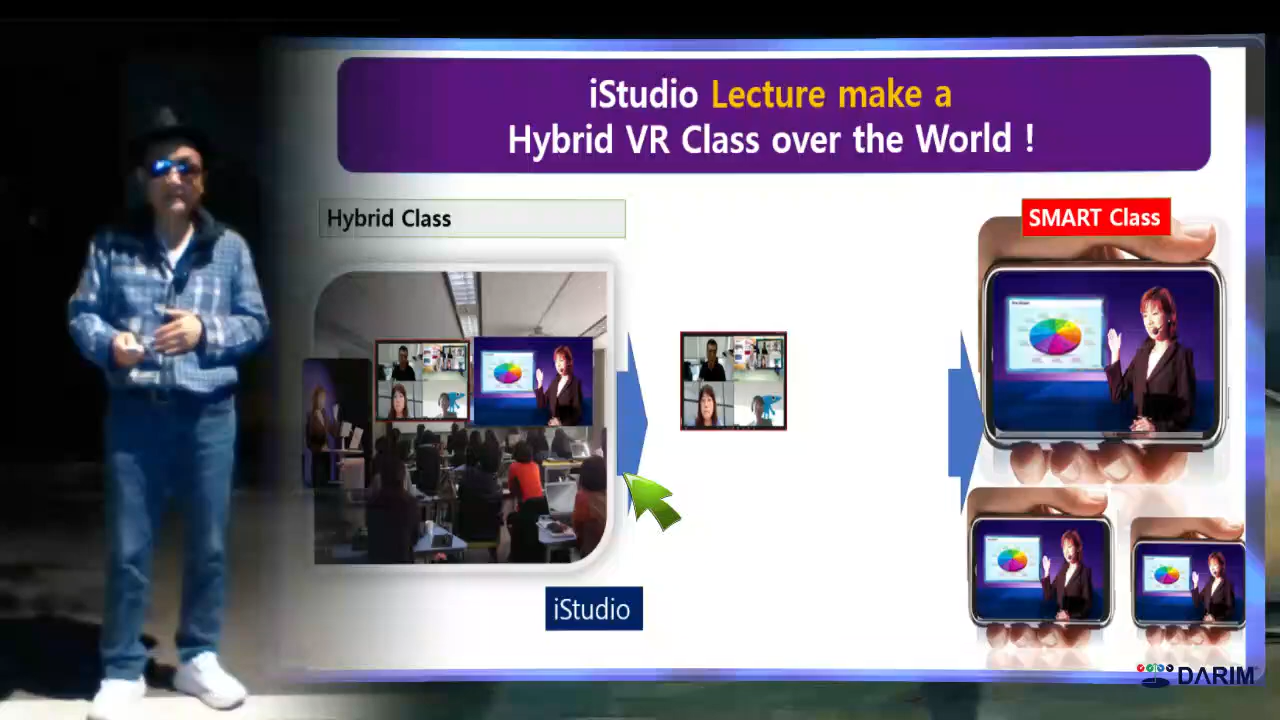 iStudio Lecture make a
Hybrid VR Class over the World !
Hybrid Class
SMART Class
iStudio
DARIM